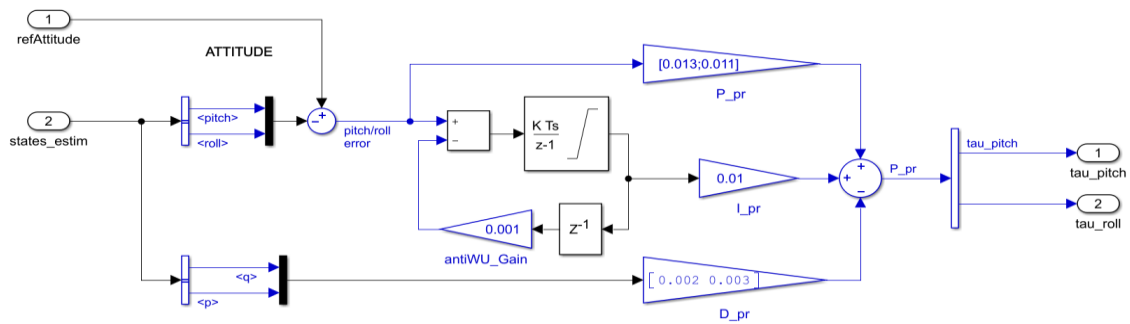 1
refAttitude
ATTITUDE
2
states_estim
<pitch>
<roll>
− +
pitch/roll
error
+
−
K Ts
z-1
[0.013;0.011]
P_pr
0.01
I_pr
z-1
0.001
antiWU_Gain
<q>
<p>
[ 0.002 0.003 ]
D_pr
+
+
−
P_pr
tau_pitch
1
tau_pitch
2
tau_roll